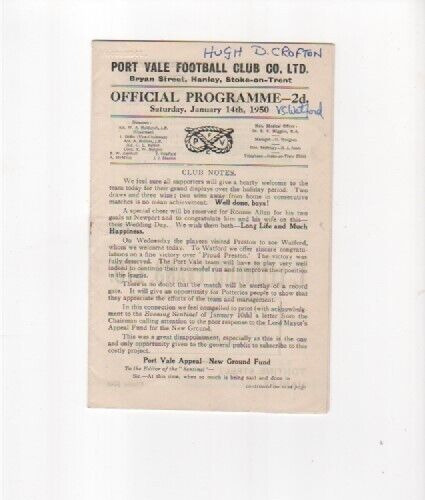 HUGH D. CROFTON
PORT VALE FOOTBALL CLUB CO. LTD.
Bryan Street, Hanley, Stoke-on-Trent
OFFICIAL PROGRAMME—2d.
Saturday, January 14th, 1950
VS Watford
Directors:
Hon. Medical Officer:
P V F C
CLUB NOTES.
We feel sure all supporters will give a hearty welcome to the
team today for their grand displays over the holiday period. Two
draws and three wins; two wins away from home in consecutive
matches is no mean achievement. Well done, boys!
A special cheer will be reserved for Ronnie Allen for his two
goals at Newport and to congratulate him and his wife on this—
their Wedding Day. We wish them both—Long Life and Much
Happiness.
On Wednesday the players visited Preston to see Watford,
whom we welcome today. To Watford we offer sincere congratu-
lations on a fine victory over 'Proud Preston.' The victory was
fully deserved. The Port Vale team will have to play very well
indeed to continue their successful run and to improve their position
in the league.
There is no doubt that the match will be worthy of a record
gate. It will give an opportunity for Potteries people to show that
they appreciate the efforts of the team and management.
In this connection we feel compelled to print (with acknowledg-
ment to the Evening Sentinel of January 10th) a letter from the
Chairman calling attention to the poor response to the Lord Mayor's
Appeal Fund for the New Ground.
This was a great disappointment, especially as this is the one
and only opportunity given to the general public to subscribe to this
costly project.
Port Vale Appeal—New Ground Fund
To the Editor of the "Sentinel"—
Sir,—At this time, when so much is being said and done in
continued on next page